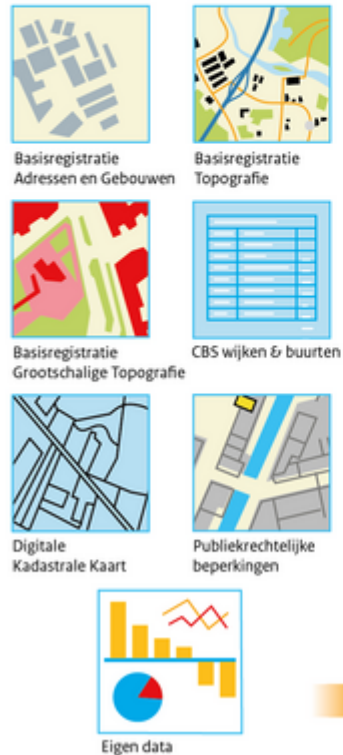 Basisregistratie
Adressen en Gebouwen
Basisregistratie
Topografie
Basisregistratie
Grootschalige Topografie
CBS wijken & buurten
Digitale
Kadastrale Kaart
Publiekrechtelijke
beperkingen
Eigen data